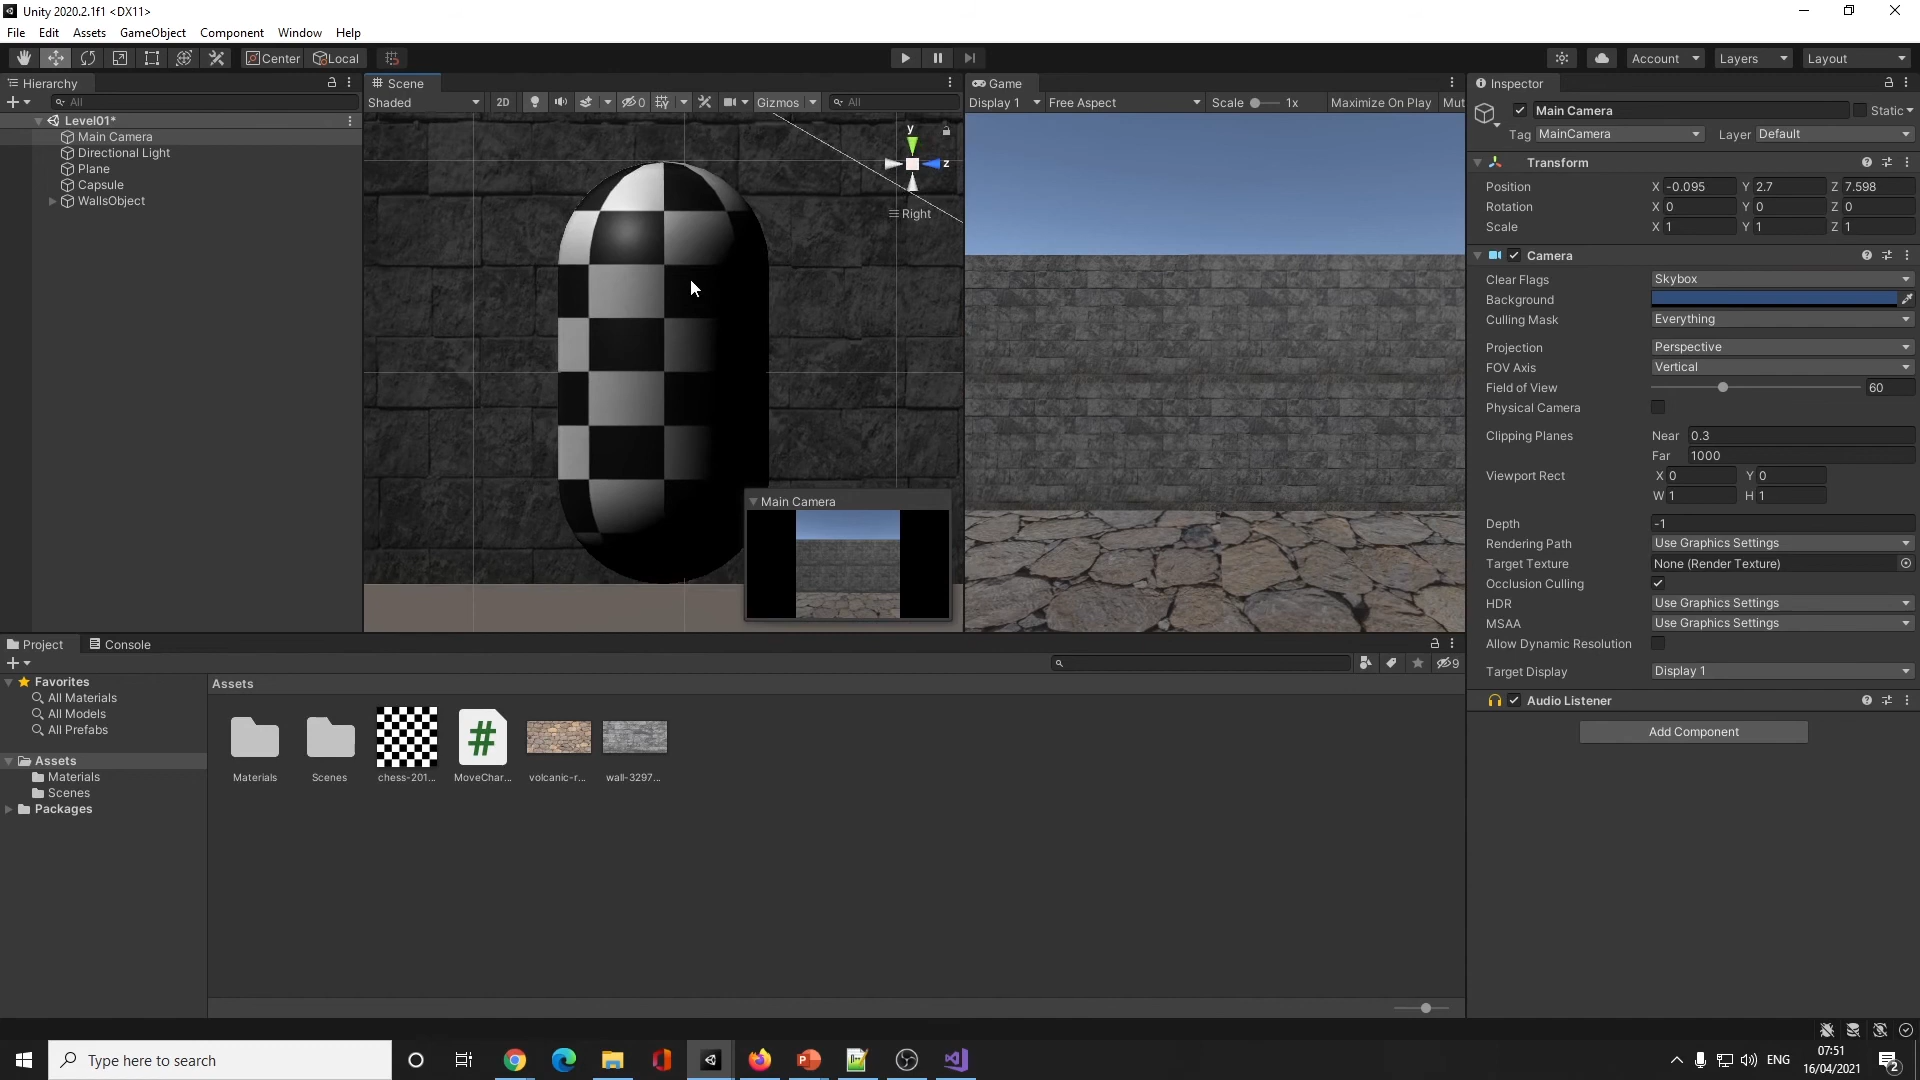 Unity 2020.2.1f1 <DX11>
File Edit Assets GameObject Component Window Help
Center Local Account Layers Layout
Hierarchy
All
Level01*
Main Camera
Directional Light
Plane
Capsule
WallsObject
Scene
Shaded 2D 0 Gizmos All
y
z
Right
Main Camera
Game
Display 1 Free Aspect Scale 1x Maximize On Play Mut
Inspector
Main Camera Static
Tag MainCamera Layer Default
Transform
Position X -0.095 Y 2.7 Z 7.598
Rotation X 0 Y 0 Z 0
Scale X 1 Y 1 Z 1
Camera
Clear Flags Skybox
Background
Culling Mask Everything
Projection Perspective
FOV Axis Vertical
Field of View 60
Physical Camera
Clipping Planes Near 0.3
Far 1000
Viewport Rect X 0 Y 0
W 1 H 1
Depth -1
Rendering Path Use Graphics Settings
Target Texture None (Render Texture)
Occlusion Culling
HDR Use Graphics Settings
MSAA Use Graphics Settings
Allow Dynamic Resolution
Target Display Display 1
Audio Listener
Add Component
Project Console
9
Favorites
All Materials
All Models
All Prefabs
Assets
Materials
Scenes
Packages
Assets
Materials Scenes chess-201... MoveChar... volcanic-r... wall-3297...
Type here to search
ENG
07:51
16/04/2021
2